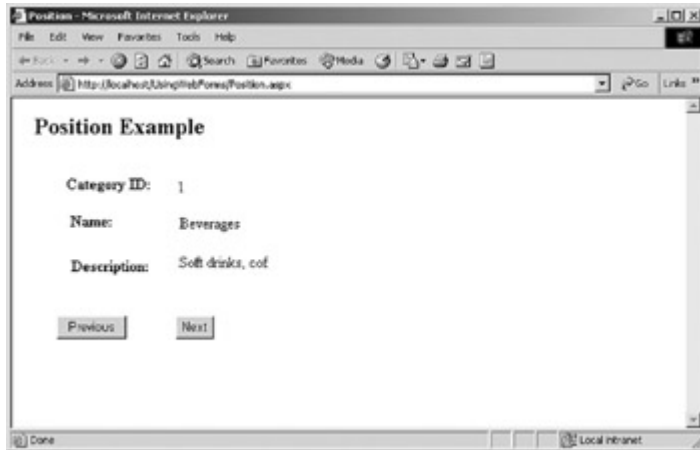 Position - Microsoft Internet Explorer
File Edit View Favorites Tools Help
Back Search Favorites Media
Address http://localhost/UsingWebForms/Position.aspx Go Links »
Position Example
Category ID: 1
Name: Beverages
Description: Soft drinks, cof
Previous Next
Done Local intranet